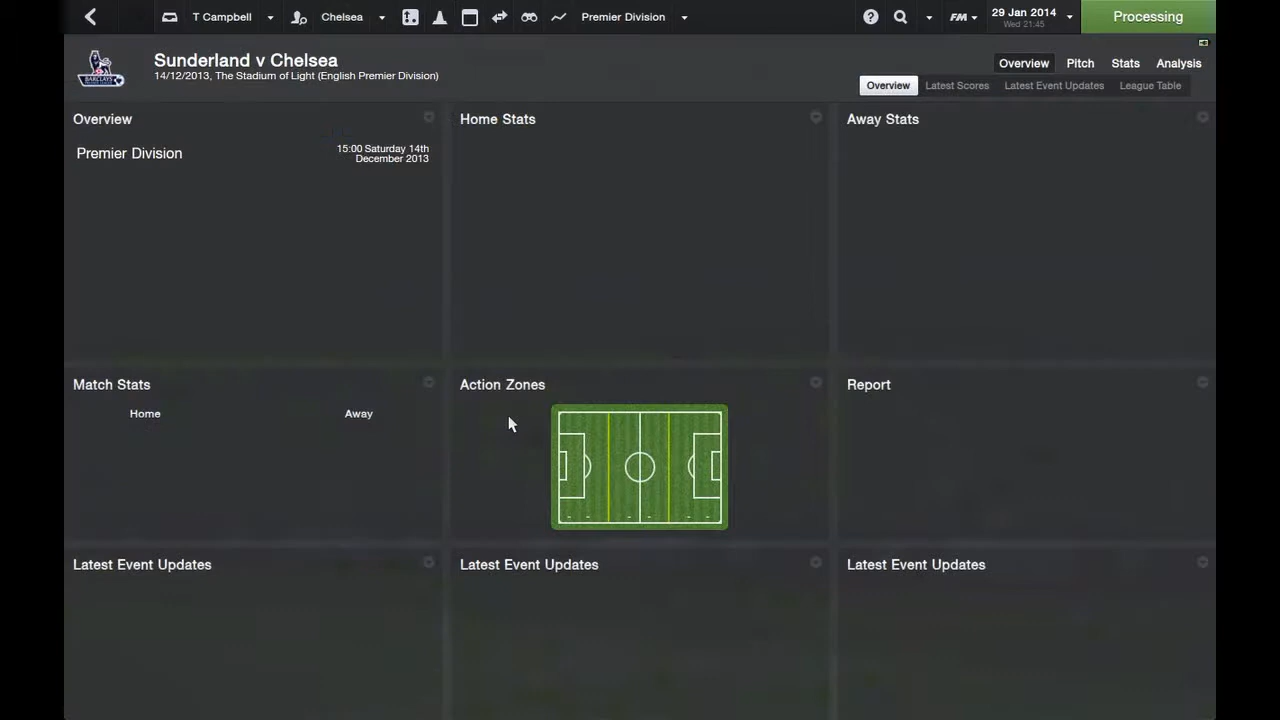 T Campbell
Chelsea
Premier Division
FM
29 Jan 2014
Wed 21:45
Processing
BARCLAYS
Sunderland v Chelsea
14/12/2013, The Stadium of Light (English Premier Division)
Overview Pitch Stats Analysis
Overview Latest Scores Latest Event Updates League Table
Overview
Premier Division
15:00 Saturday 14th
December 2013
Home Stats
Away Stats
Match Stats
Home Away
Action Zones
Report
Latest Event Updates
Latest Event Updates
Latest Event Updates